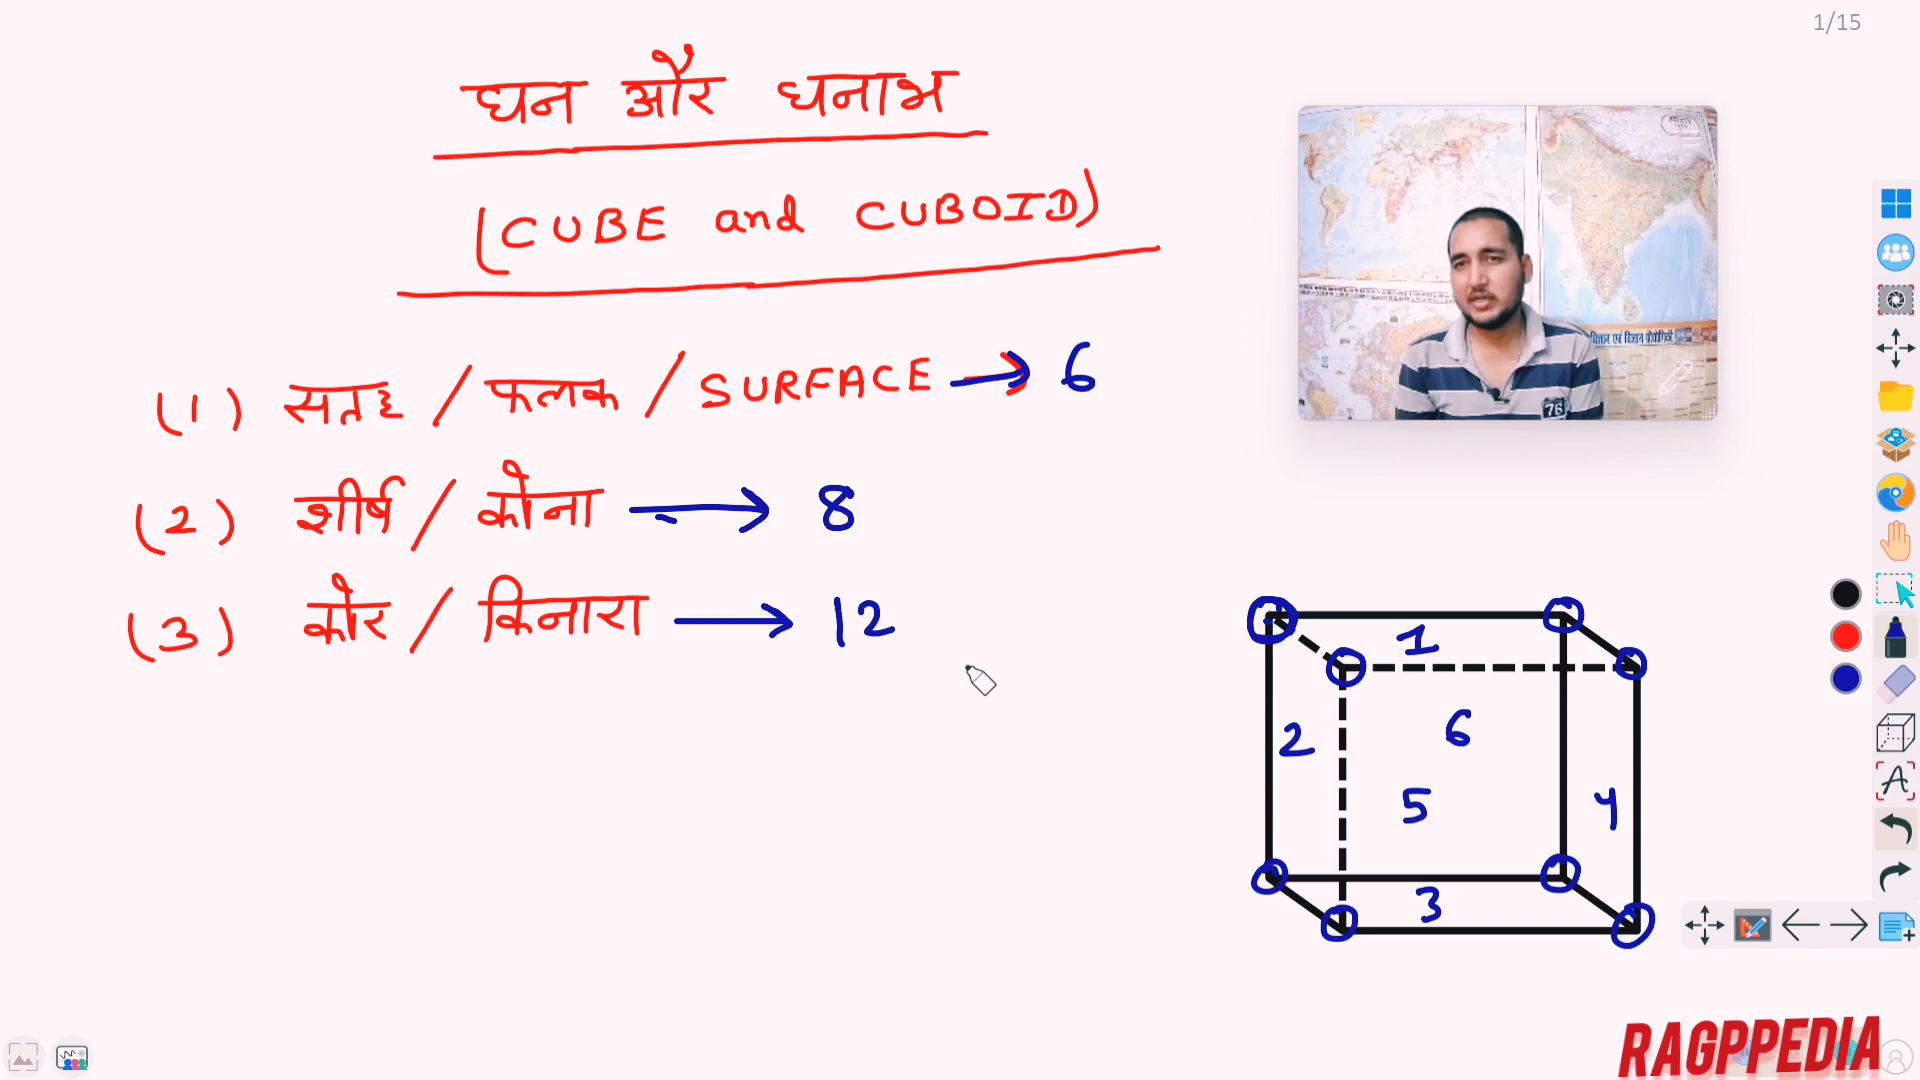 1/15
घन और घनाभ
(CUBE and CUBOID)
(1) सतह / फलक / SURFACE → 6
(2) शीर्ष / कोना → 8
(3) कोर / किनारा → 12
76
1
2
6
5
4
3
RAGPPEDIA